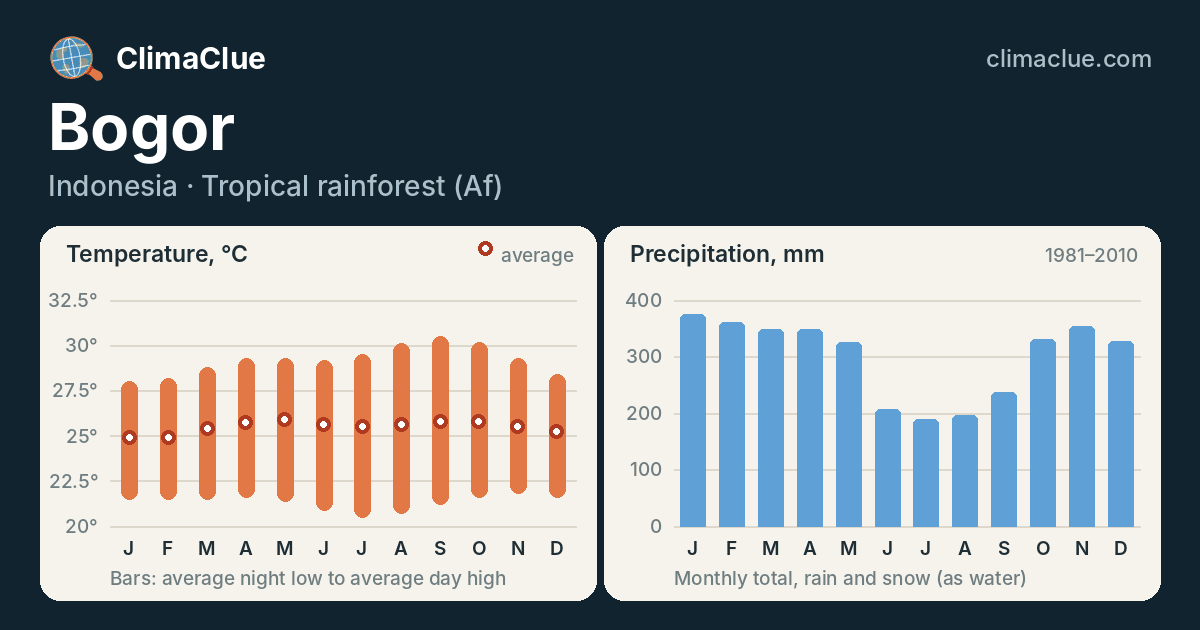 ClimaClue
climaclue.com
Bogor
Indonesia · Tropical rainforest (Af)
Temperature, °C
average
32.5°
30°
27.5°
25°
22.5°
20°
J F M A M J J A S O N D
Bars: average night low to average day high
Precipitation, mm
1981–2010
400
300
200
100
0
J F M A M J J A S O N D
Monthly total, rain and snow (as water)